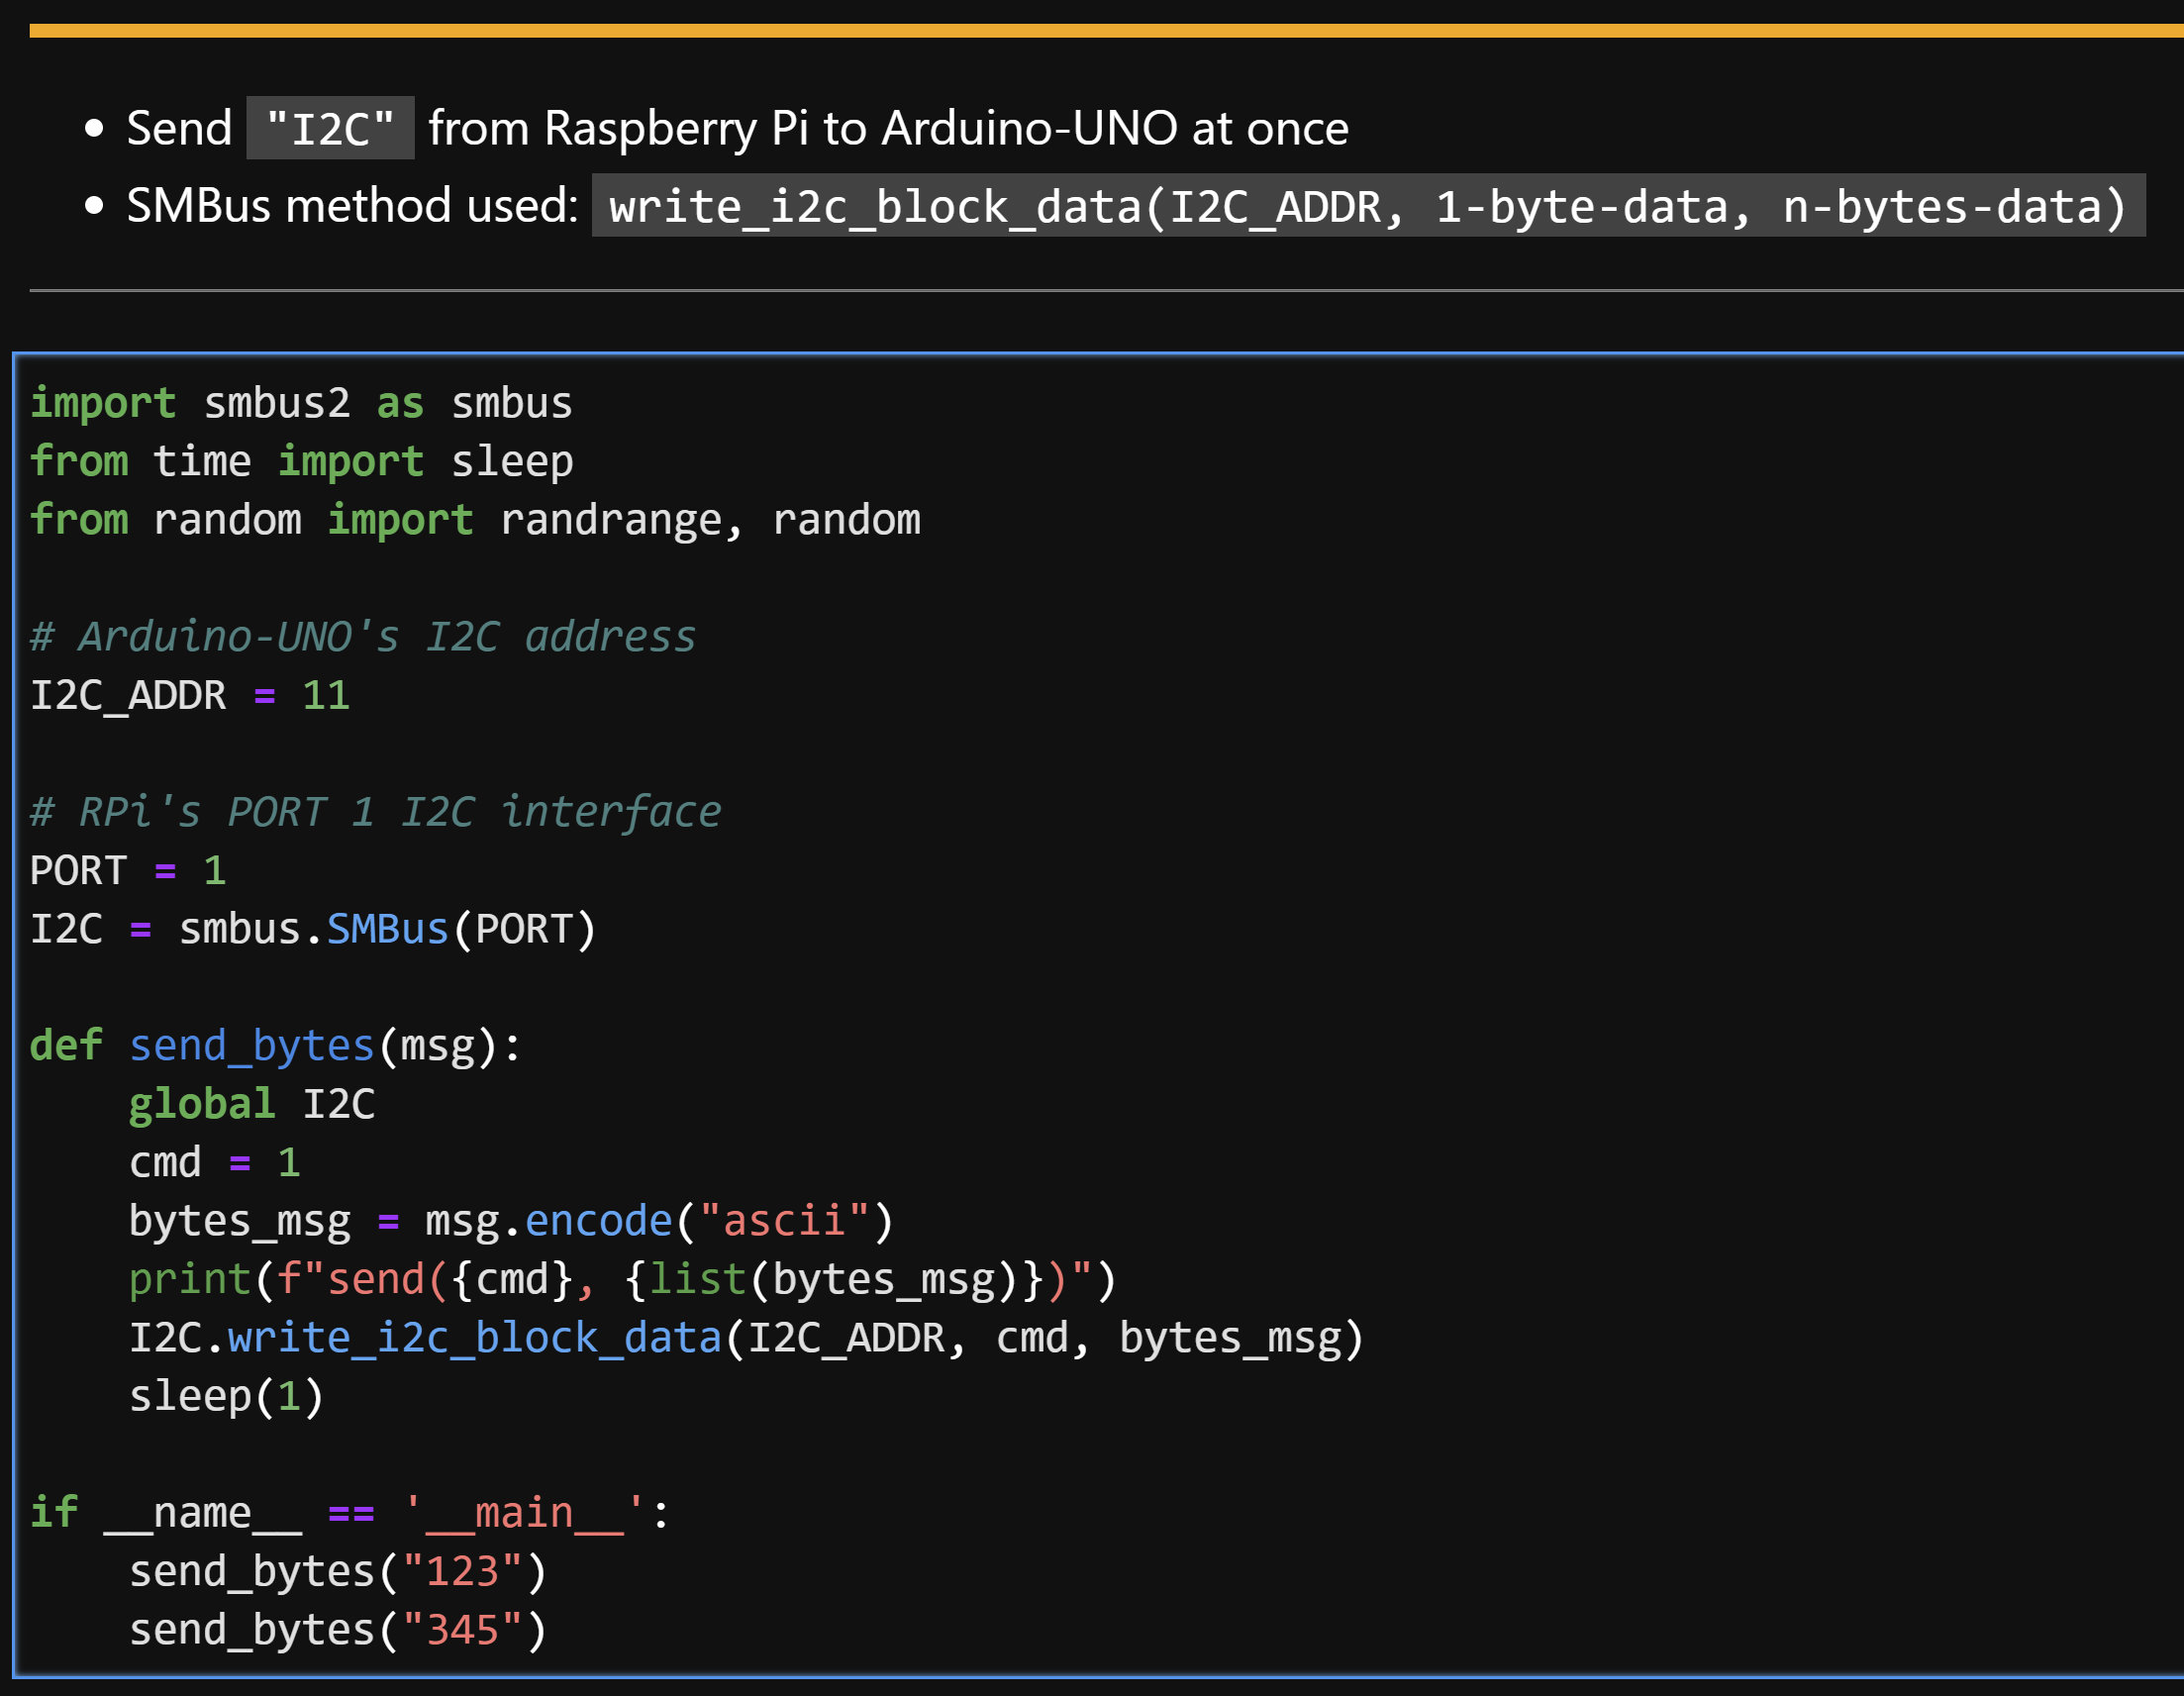 • Send "I2C" from Raspberry Pi to Arduino-UNO at once
• SMBus method used: write_i2c_block_data(I2C_ADDR, 1-byte-data, n-bytes-data)
import smbus2 as smbus
from time import sleep
from random import randrange, random
# Arduino-UNO's I2C address
I2C_ADDR = 11
# RPi's PORT 1 I2C interface
PORT = 1
I2C = smbus.SMBus(PORT)
def send_bytes(msg):
    global I2C
    cmd = 1
    bytes_msg = msg.encode("ascii")
    print(f"send({cmd}, {list(bytes_msg)})")
    I2C.write_i2c_block_data(I2C_ADDR, cmd, bytes_msg)
    sleep(1)
if __name__ == '__main__':
    send_bytes("123")
    send_bytes("345")